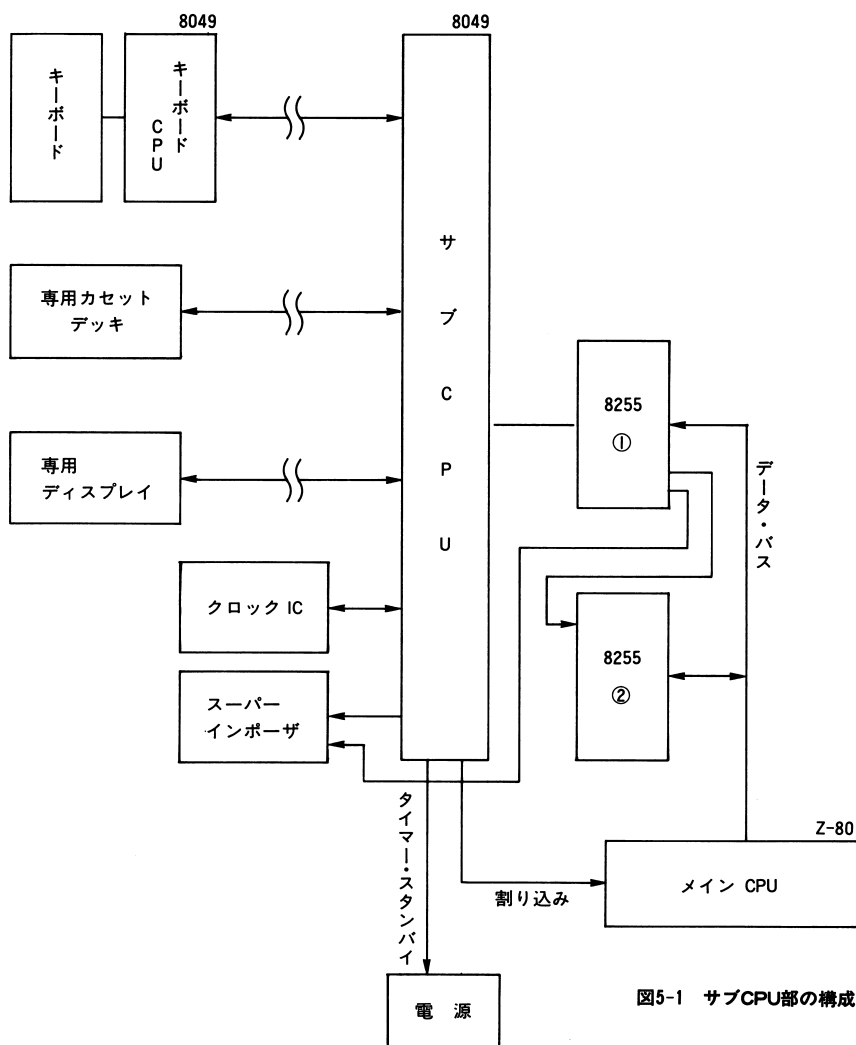 8049
8049
キーボード
キーボード
CPU
サブCPU
専用カセット
デッキ
専用
ディスプレイ
クロック IC
スーパー
インポーザ
8255
①
データ・バス
8255
②
タイマー・スタンバイ
割り込み
Z-80
メイン CPU
電 源
図5-1 サブCPU部の構成